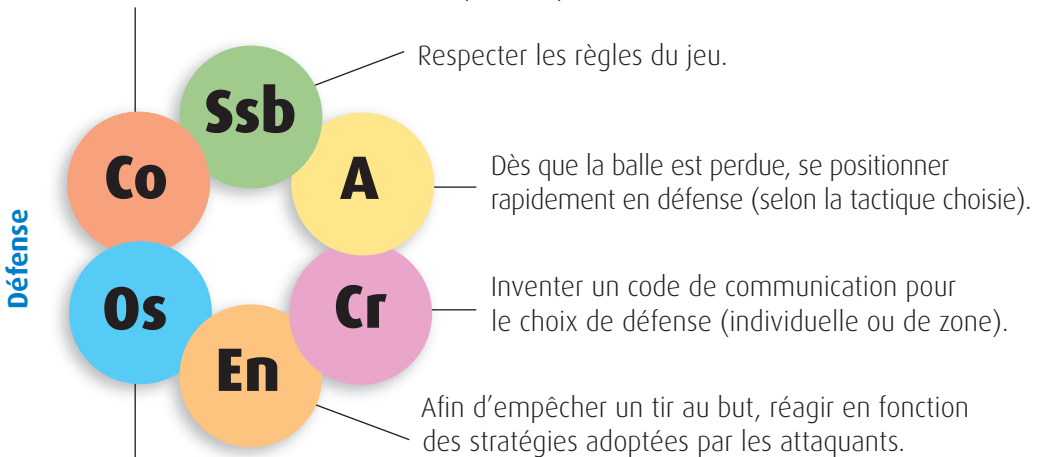 Respecter les règles du jeu.
Ssb
Co
A
Dès que la balle est perdue, se positionner
rapidement en défense (selon la tactique choisie).
Défense
Os
Cr
Inventer un code de communication pour
le choix de défense (individuelle ou de zone).
En
Afin d'empêcher un tir au but, réagir en fonction
des stratégies adoptées par les attaquants.